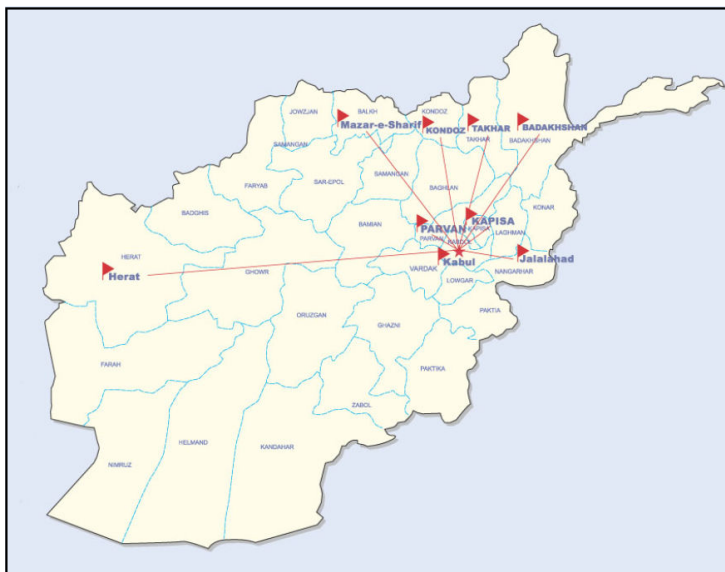 JOWZJAN
BALKH
KONDOZ
Mazar-e-Sharif
KONDOZ
TAKHAR
BADAKHSHAN
TAKHAR
BADAKHSHAN
SAMANGAN
BAGHLAN
SAMANGAN
SAR-EPOL
FARYAB
BADGHIS
KONAR
KAPISA
PARVAN
KAPISA
BAMIAN
LAGHMAN
PARVAN
HERAT
Kabul
Jalalahad
Herat
GHOWR
VARDAK
NANGARHAR
LOWGAR
ORUZGAN
PAKTIA
GHAZNI
FARAH
PAKTIKA
ZABOL
HELMAND
KANDAHAR
NIMRUZ